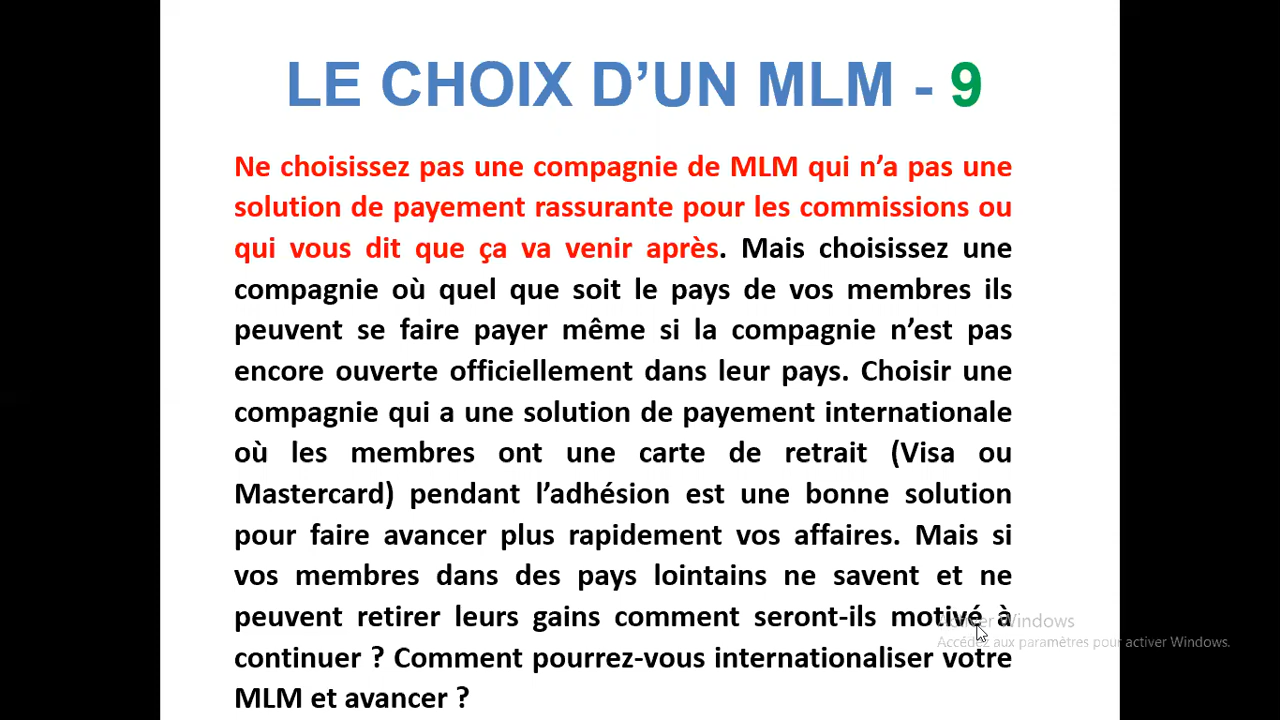 LE CHOIX D’UN MLM - 9
Ne choisissez pas une compagnie de MLM qui n’a pas une
solution de payement rassurante pour les commissions ou
qui vous dit que ça va venir après. Mais choisissez une
compagnie où quel que soit le pays de vos membres ils
peuvent se faire payer même si la compagnie n’est pas
encore ouverte officiellement dans leur pays. Choisir une
compagnie qui a une solution de payement internationale
où les membres ont une carte de retrait (Visa ou
Mastercard) pendant l’adhésion est une bonne solution
pour faire avancer plus rapidement vos affaires. Mais si
vos membres dans des pays lointains ne savent et ne
peuvent retirer leurs gains comment seront-ils motivé à
continuer ? Comment pourrez-vous internationaliser votre
MLM et avancer ?
Activer Windows
Accédez aux paramètres pour activer Windows.